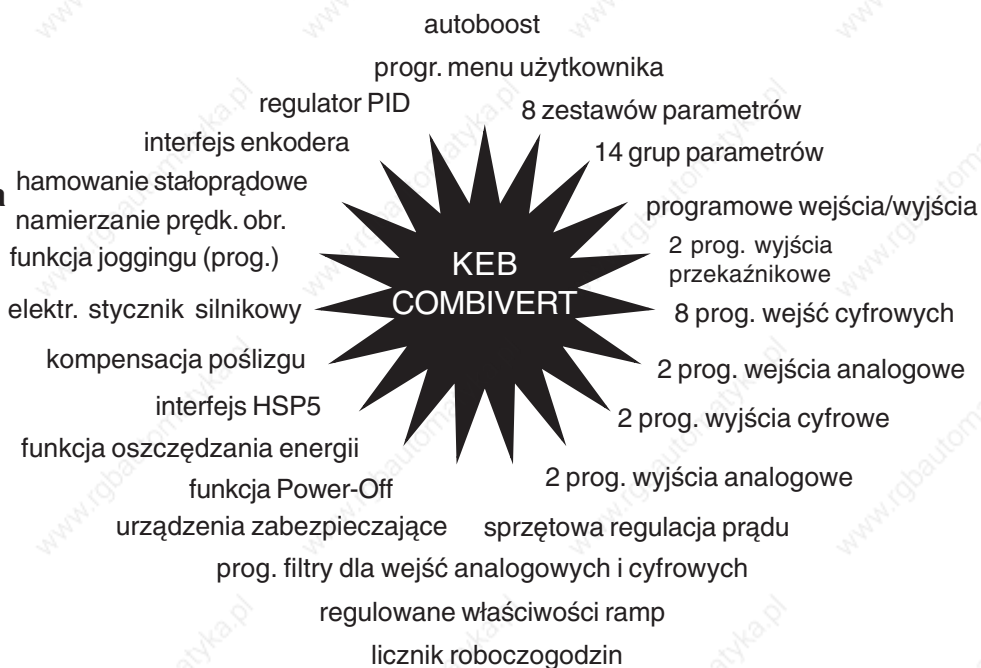 autoboost
progr. menu użytkownika
regulator PID
8 zestawów parametrów
interfejs enkodera
14 grup parametrów
hamowanie stałoprądowe
namierzanie prędk. obr.
programowe wejścia/wyjścia
funkcja joggingu (prog.)
2 prog. wyjścia
przekaźnikowe
KEB
COMBIVERT
elektr. stycznik silnikowy
8 prog. wejść cyfrowych
kompensacja poślizgu
2 prog. wejścia analogowe
interfejs HSP5
2 prog. wyjścia cyfrowe
funkcja oszczędzania energii
2 prog. wyjścia analogowe
funkcja Power-Off
urządzenia zabezpieczające
sprzętowa regulacja prądu
prog. filtry dla wejść analogowych i cyfrowych
regulowane właściwości ramp
licznik roboczogodzin
www.rgbautomatyka.pl